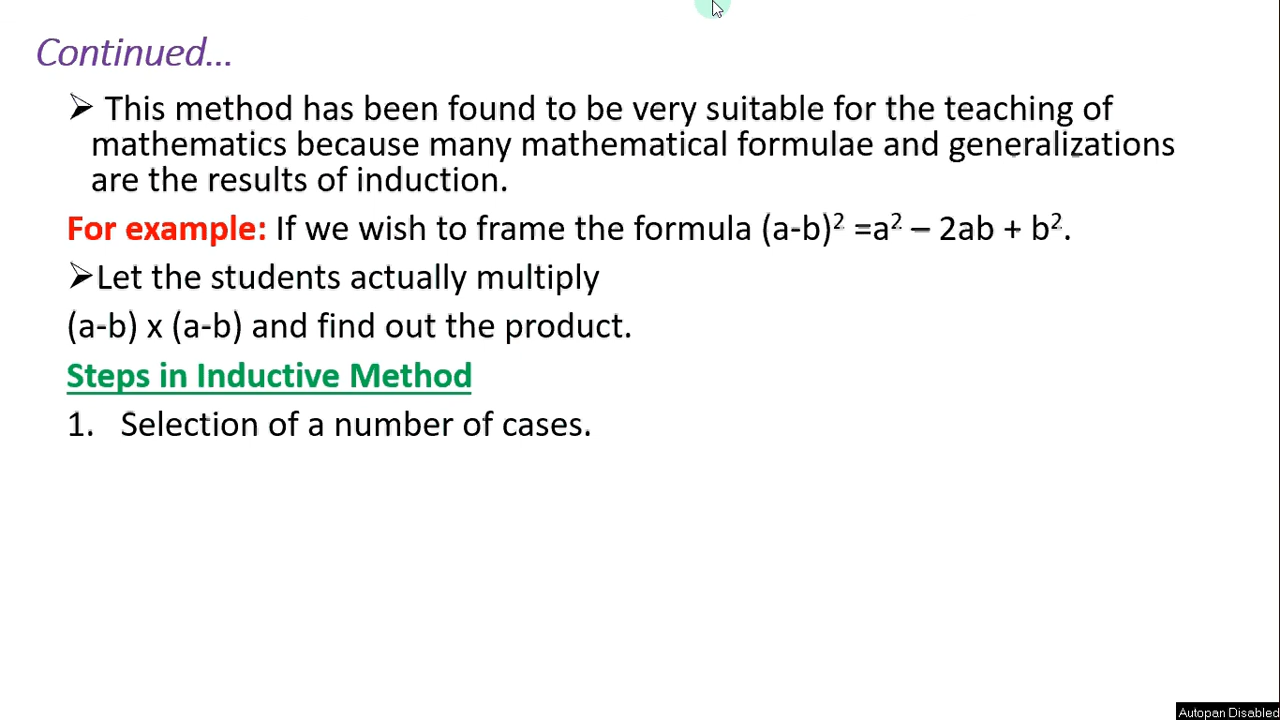 Continued...
➢ This method has been found to be very suitable for the teaching of
mathematics because many mathematical formulae and generalizations
are the results of induction.
For example: If we wish to frame the formula (a-b)² =a² – 2ab + b².
➢Let the students actually multiply
(a-b) x (a-b) and find out the product.
Steps in Inductive Method
1. Selection of a number of cases.
Autopan Disabled